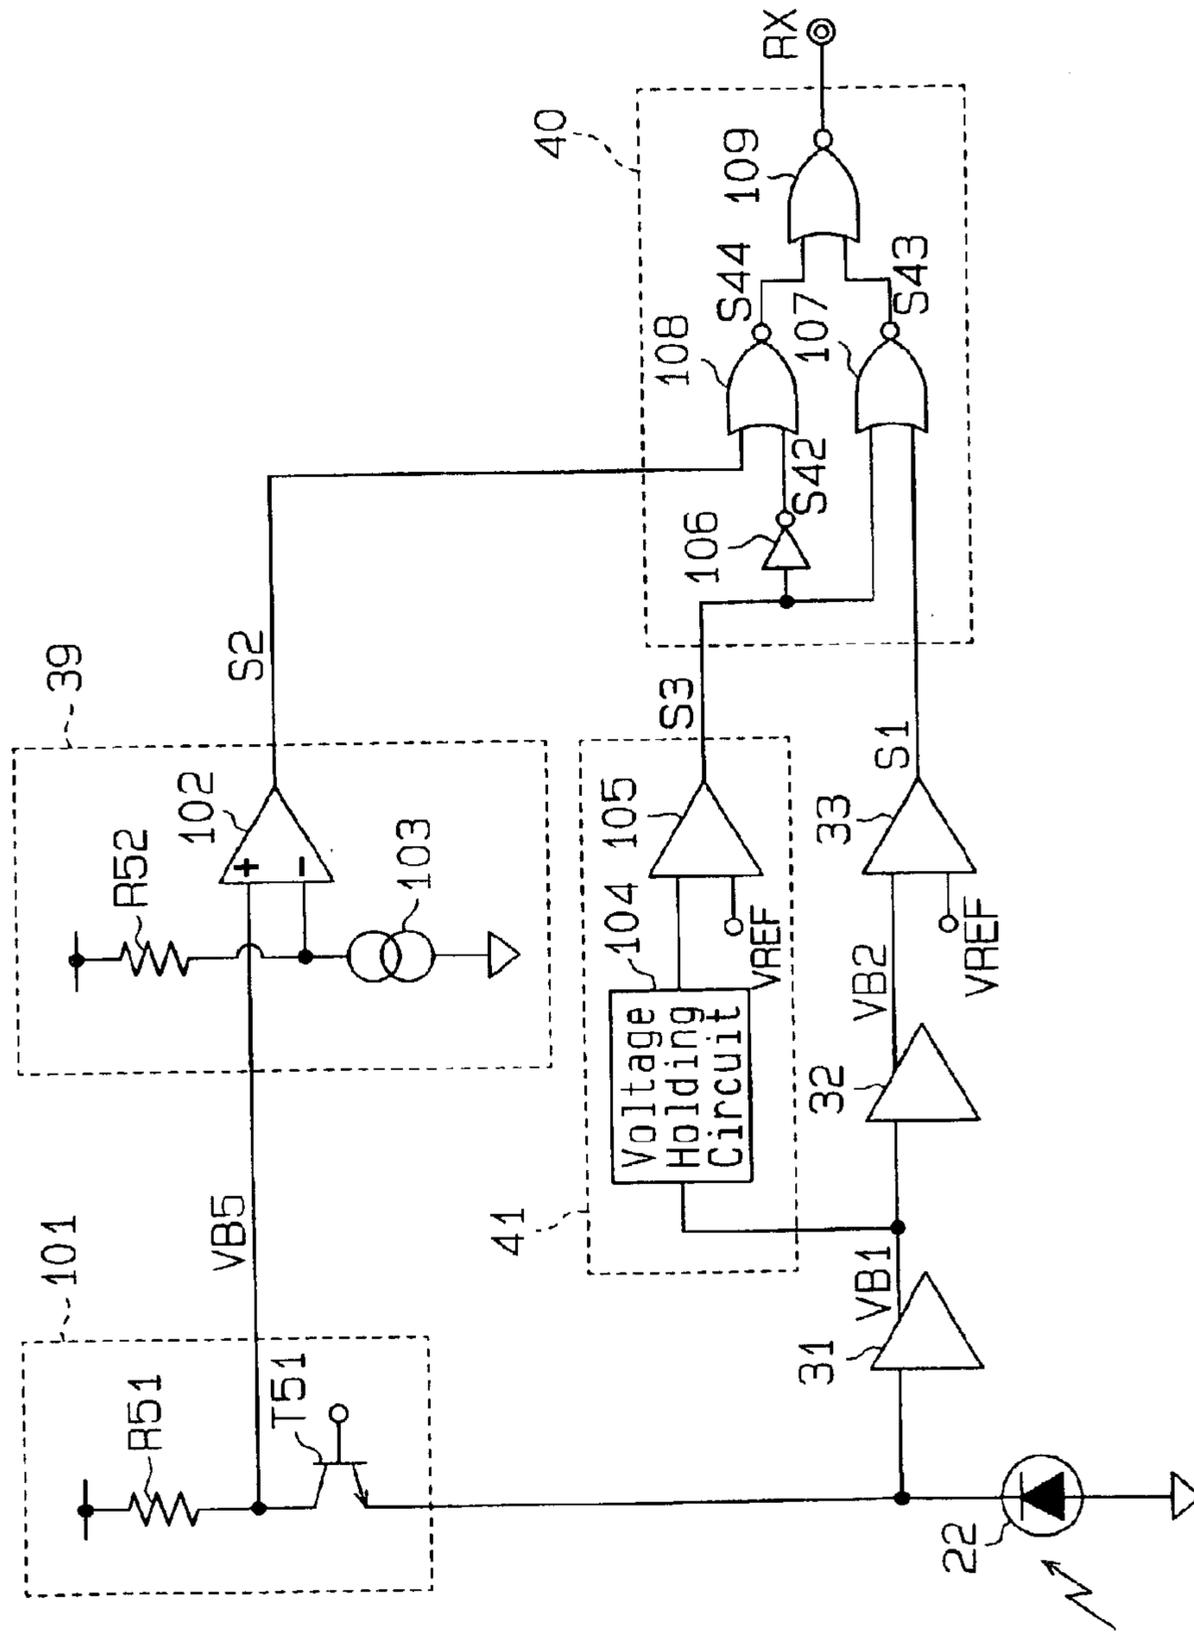 101
R51
T51
VB5
39
R52
102
+
−
103
S2
22
31
VB1
41
Voltage
Holding
Circuit
104
105
VREF
S3
32
VB2
33
VREF
S1
40
106
S42
108
S44
107
S43
109
RX